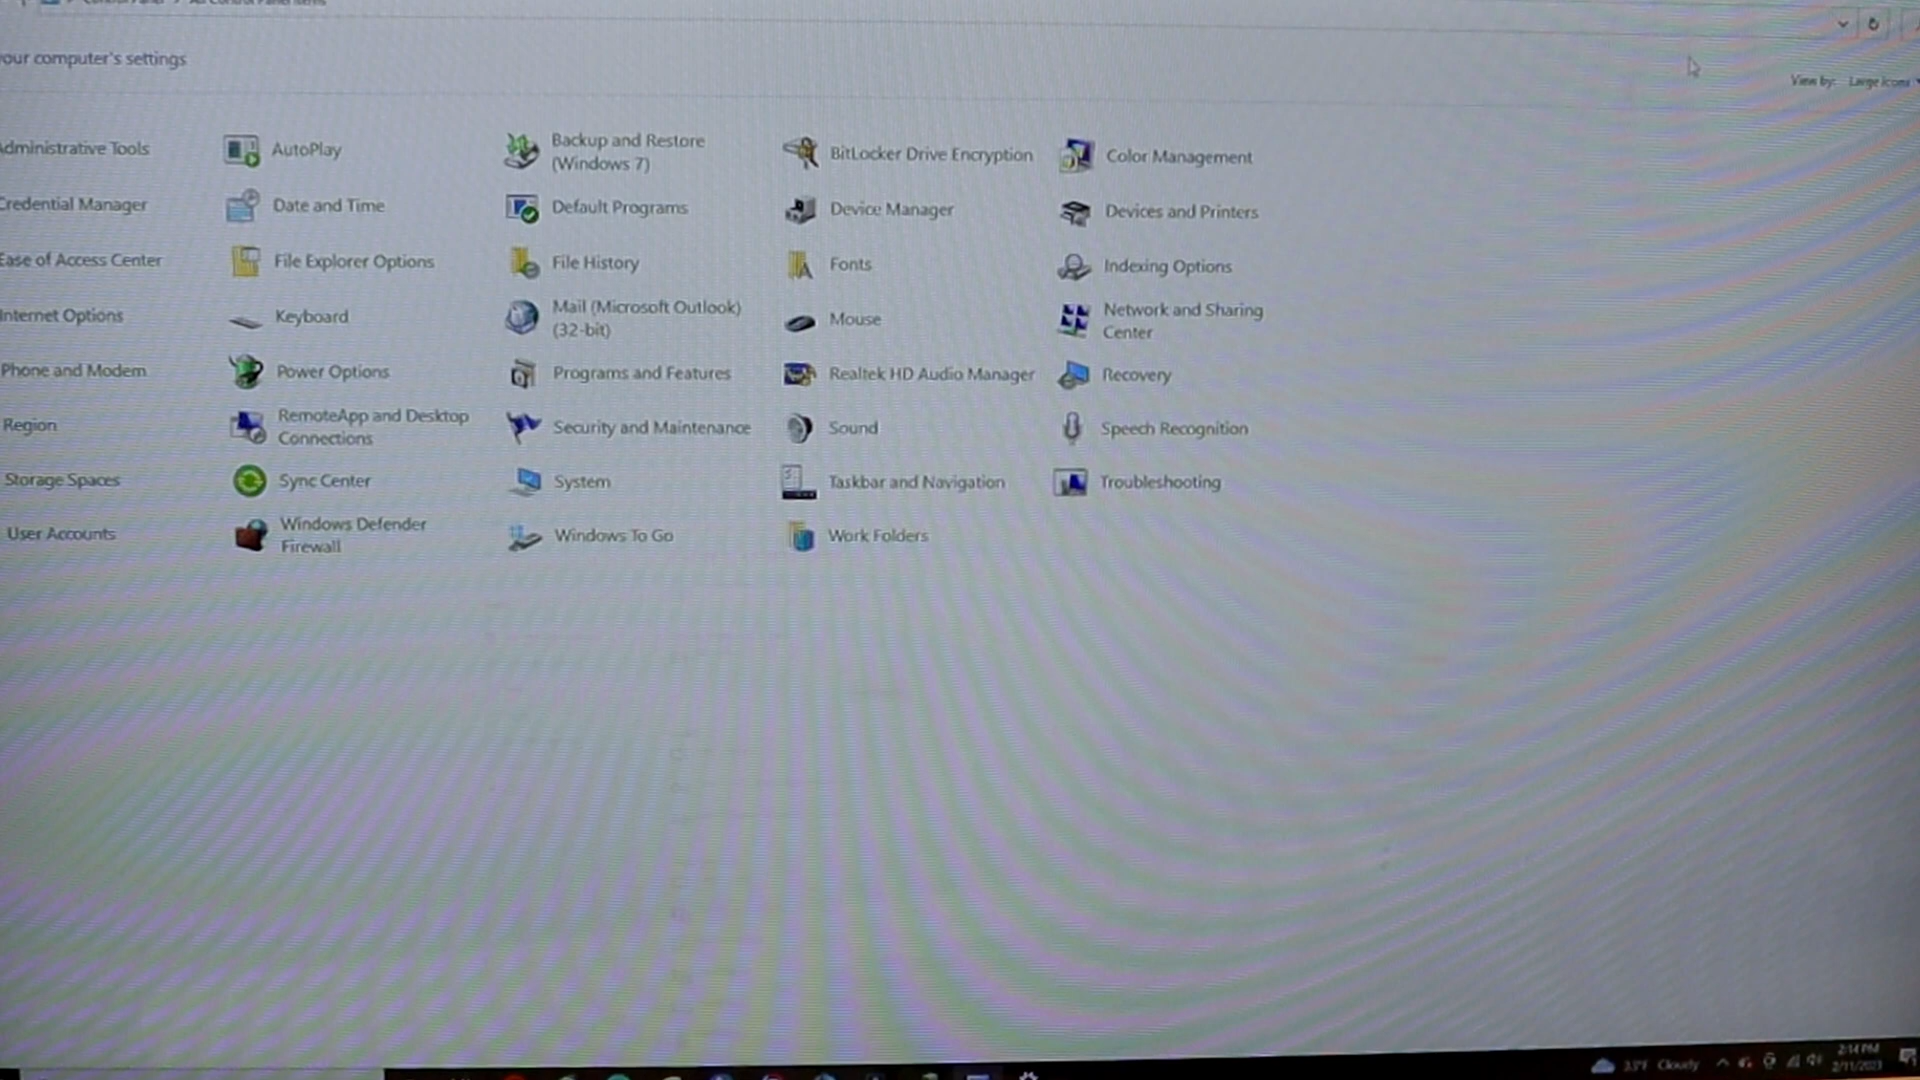 our computer's settings
View by: Large icons
Administrative Tools
AutoPlay
Backup and Restore
(Windows 7)
BitLocker Drive Encryption
Color Management
Credential Manager
Date and Time
Default Programs
Device Manager
Devices and Printers
Ease of Access Center
File Explorer Options
File History
Fonts
Indexing Options
Internet Options
Keyboard
Mail (Microsoft Outlook)
(32-bit)
Mouse
Network and Sharing
Center
Phone and Modem
Power Options
Programs and Features
Realtek HD Audio Manager
Recovery
Region
RemoteApp and Desktop
Connections
Security and Maintenance
Sound
Speech Recognition
Storage Spaces
Sync Center
System
Taskbar and Navigation
Troubleshooting
User Accounts
Windows Defender
Firewall
Windows To Go
Work Folders
Cloudy
2:14 PM